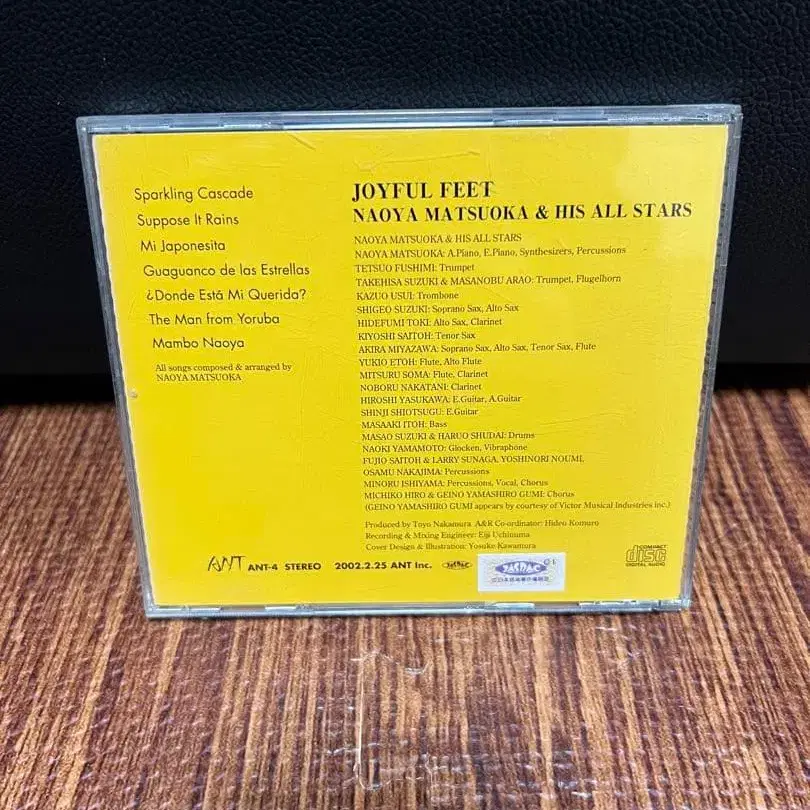 Sparkling Cascade
Suppose It Rains
Mi Japonesita
Guaguanco de las Estrellas
¿Donde Está Mi Querida?
The Man from Yoruba
Mambo Naoya
All songs composed & arranged by
NAOYA MATSUOKA
JOYFUL FEET
NAOYA MATSUOKA & HIS ALL STARS
NAOYA MATSUOKA & HIS ALL STARS
NAOYA MATSUOKA: A.Piano, E.Piano, Synthesizers, Percussions
TETSUO FUSHIMI: Trumpet
TAKEHISA SUZUKI & MASANOBU ARAO: Trumpet, Flugelhorn
KAZUO USUI: Trombone
SHIGEO SUZUKI: Soprano Sax, Alto Sax
HIDEFUMI TOKI: Alto Sax, Clarinet
KIYOSHI SAITOH: Tenor Sax
AKIRA MIYAZAWA: Soprano Sax, Alto Sax, Tenor Sax, Flute
YUKIO ETOH: Flute, Alto Flute
MITSURU SOMA: Flute, Clarinet
NOBORU NAKATANI: Clarinet
HIROSHI YASUKAWA: E.Guitar, A.Guitar
SHINJI SHIOTSUGU: E.Guitar
MASAAKI ITOH: Bass
MASAO SUZUKI & HARUO SHUDAI: Drums
NAOKI YAMAMOTO: Glocken, Vibraphone
FUJIO SAITOH & LARRY SUNAGA, YOSHINORI NOUMI,
OSAMU NAKAJIMA: Percussions
MINORU ISHIYAMA: Percussions, Vocal, Chorus
MICHIKO HIRO & GEINO YAMASHIRO GUMI: Chorus
(GEINO YAMASHIRO GUMI appears by courtesy of Victor Musical Industries inc.)
Produced by Toyo Nakamura A&R Co-ordinator: Hideo Komuro
Recording & Mixing Engineer: Eiji Uchinuma
Cover Design & Illustration: Yosuke Kawamura
ANT ANT-4 STEREO 2002.2.25 ANT Inc. JASRAC
JASRAC 01
COMPACT
disc
DIGITAL AUDIO